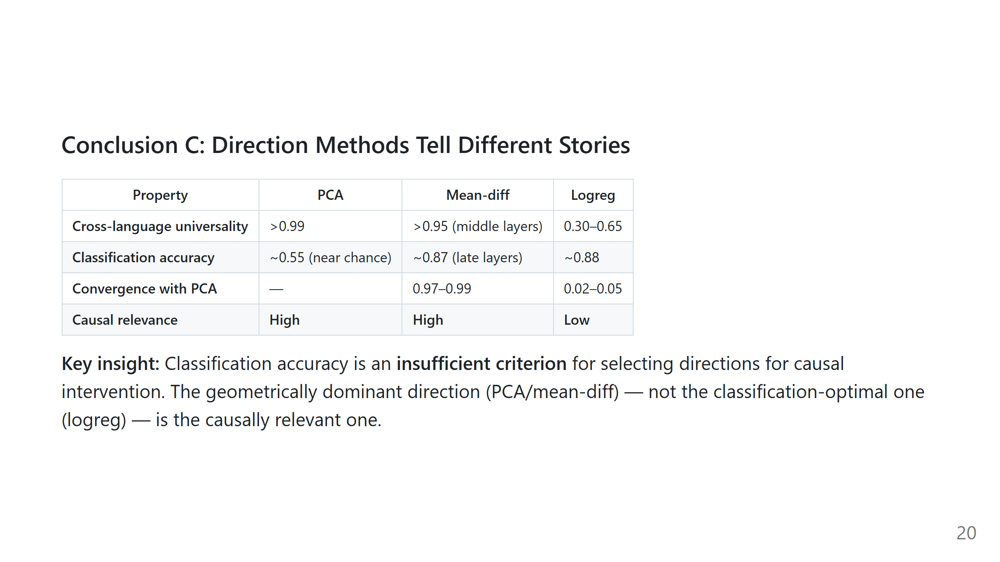 Conclusion C: Direction Methods Tell Different Stories
Property PCA Mean-diff Logreg
Cross-language universality >0.99 >0.95 (middle layers) 0.30–0.65
Classification accuracy ~0.55 (near chance) ~0.87 (late layers) ~0.88
Convergence with PCA — 0.97–0.99 0.02–0.05
Causal relevance High High Low
Key insight: Classification accuracy is an insufficient criterion for selecting directions for causal
intervention. The geometrically dominant direction (PCA/mean-diff) — not the classification-optimal one
(logreg) — is the causally relevant one.
20